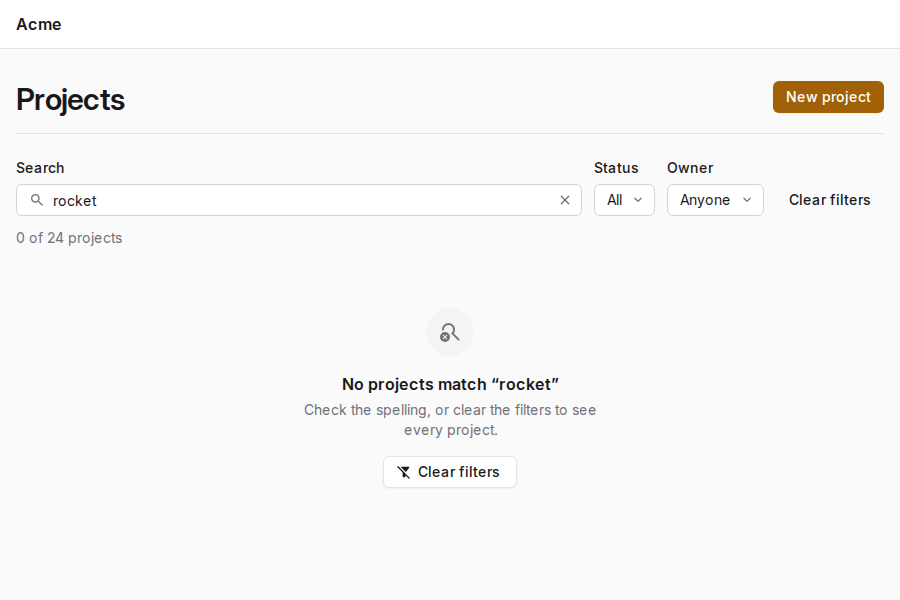 Acme
Projects
New project
Search
Status
Owner
rocket
All
Anyone
Clear filters
0 of 24 projects
No projects match “rocket”
Check the spelling, or clear the filters to see
every project.
Clear filters